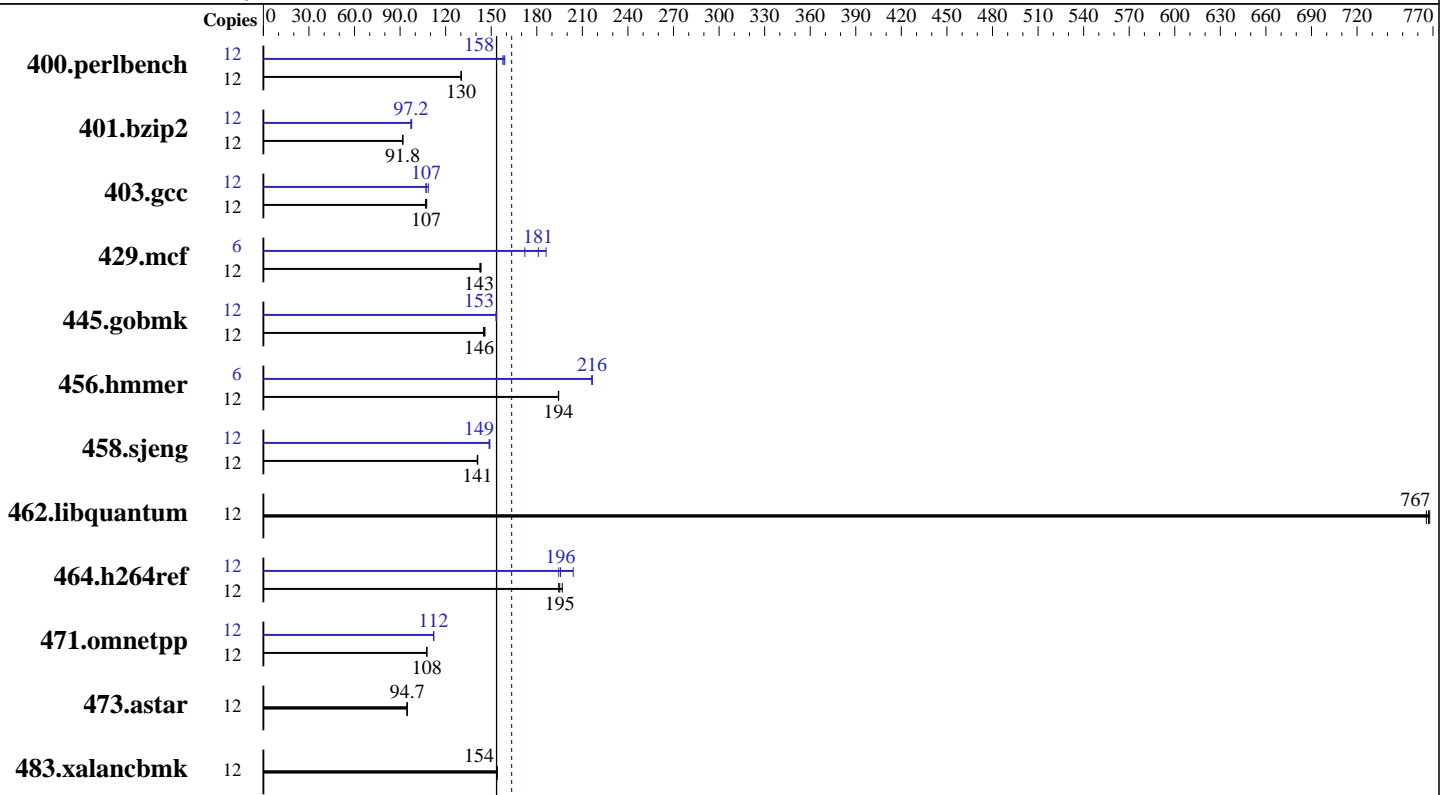 Copies 0 30.0 60.0 90.0 120 150 180 210 240 270 300 330 360 390 420 450 480 510 540 570 600 630 660 690 720 770
400.perlbench 12 158
12 130
401.bzip2 12 97.2
12 91.8
403.gcc 12 107
12 107
429.mcf 6 181
12 143
445.gobmk 12 153
12 146
456.hmmer 6 216
12 194
458.sjeng 12 149
12 141
462.libquantum 12 767
464.h264ref 12 196
12 195
471.omnetpp 12 112
12 108
473.astar 12 94.7
483.xalancbmk 12 154